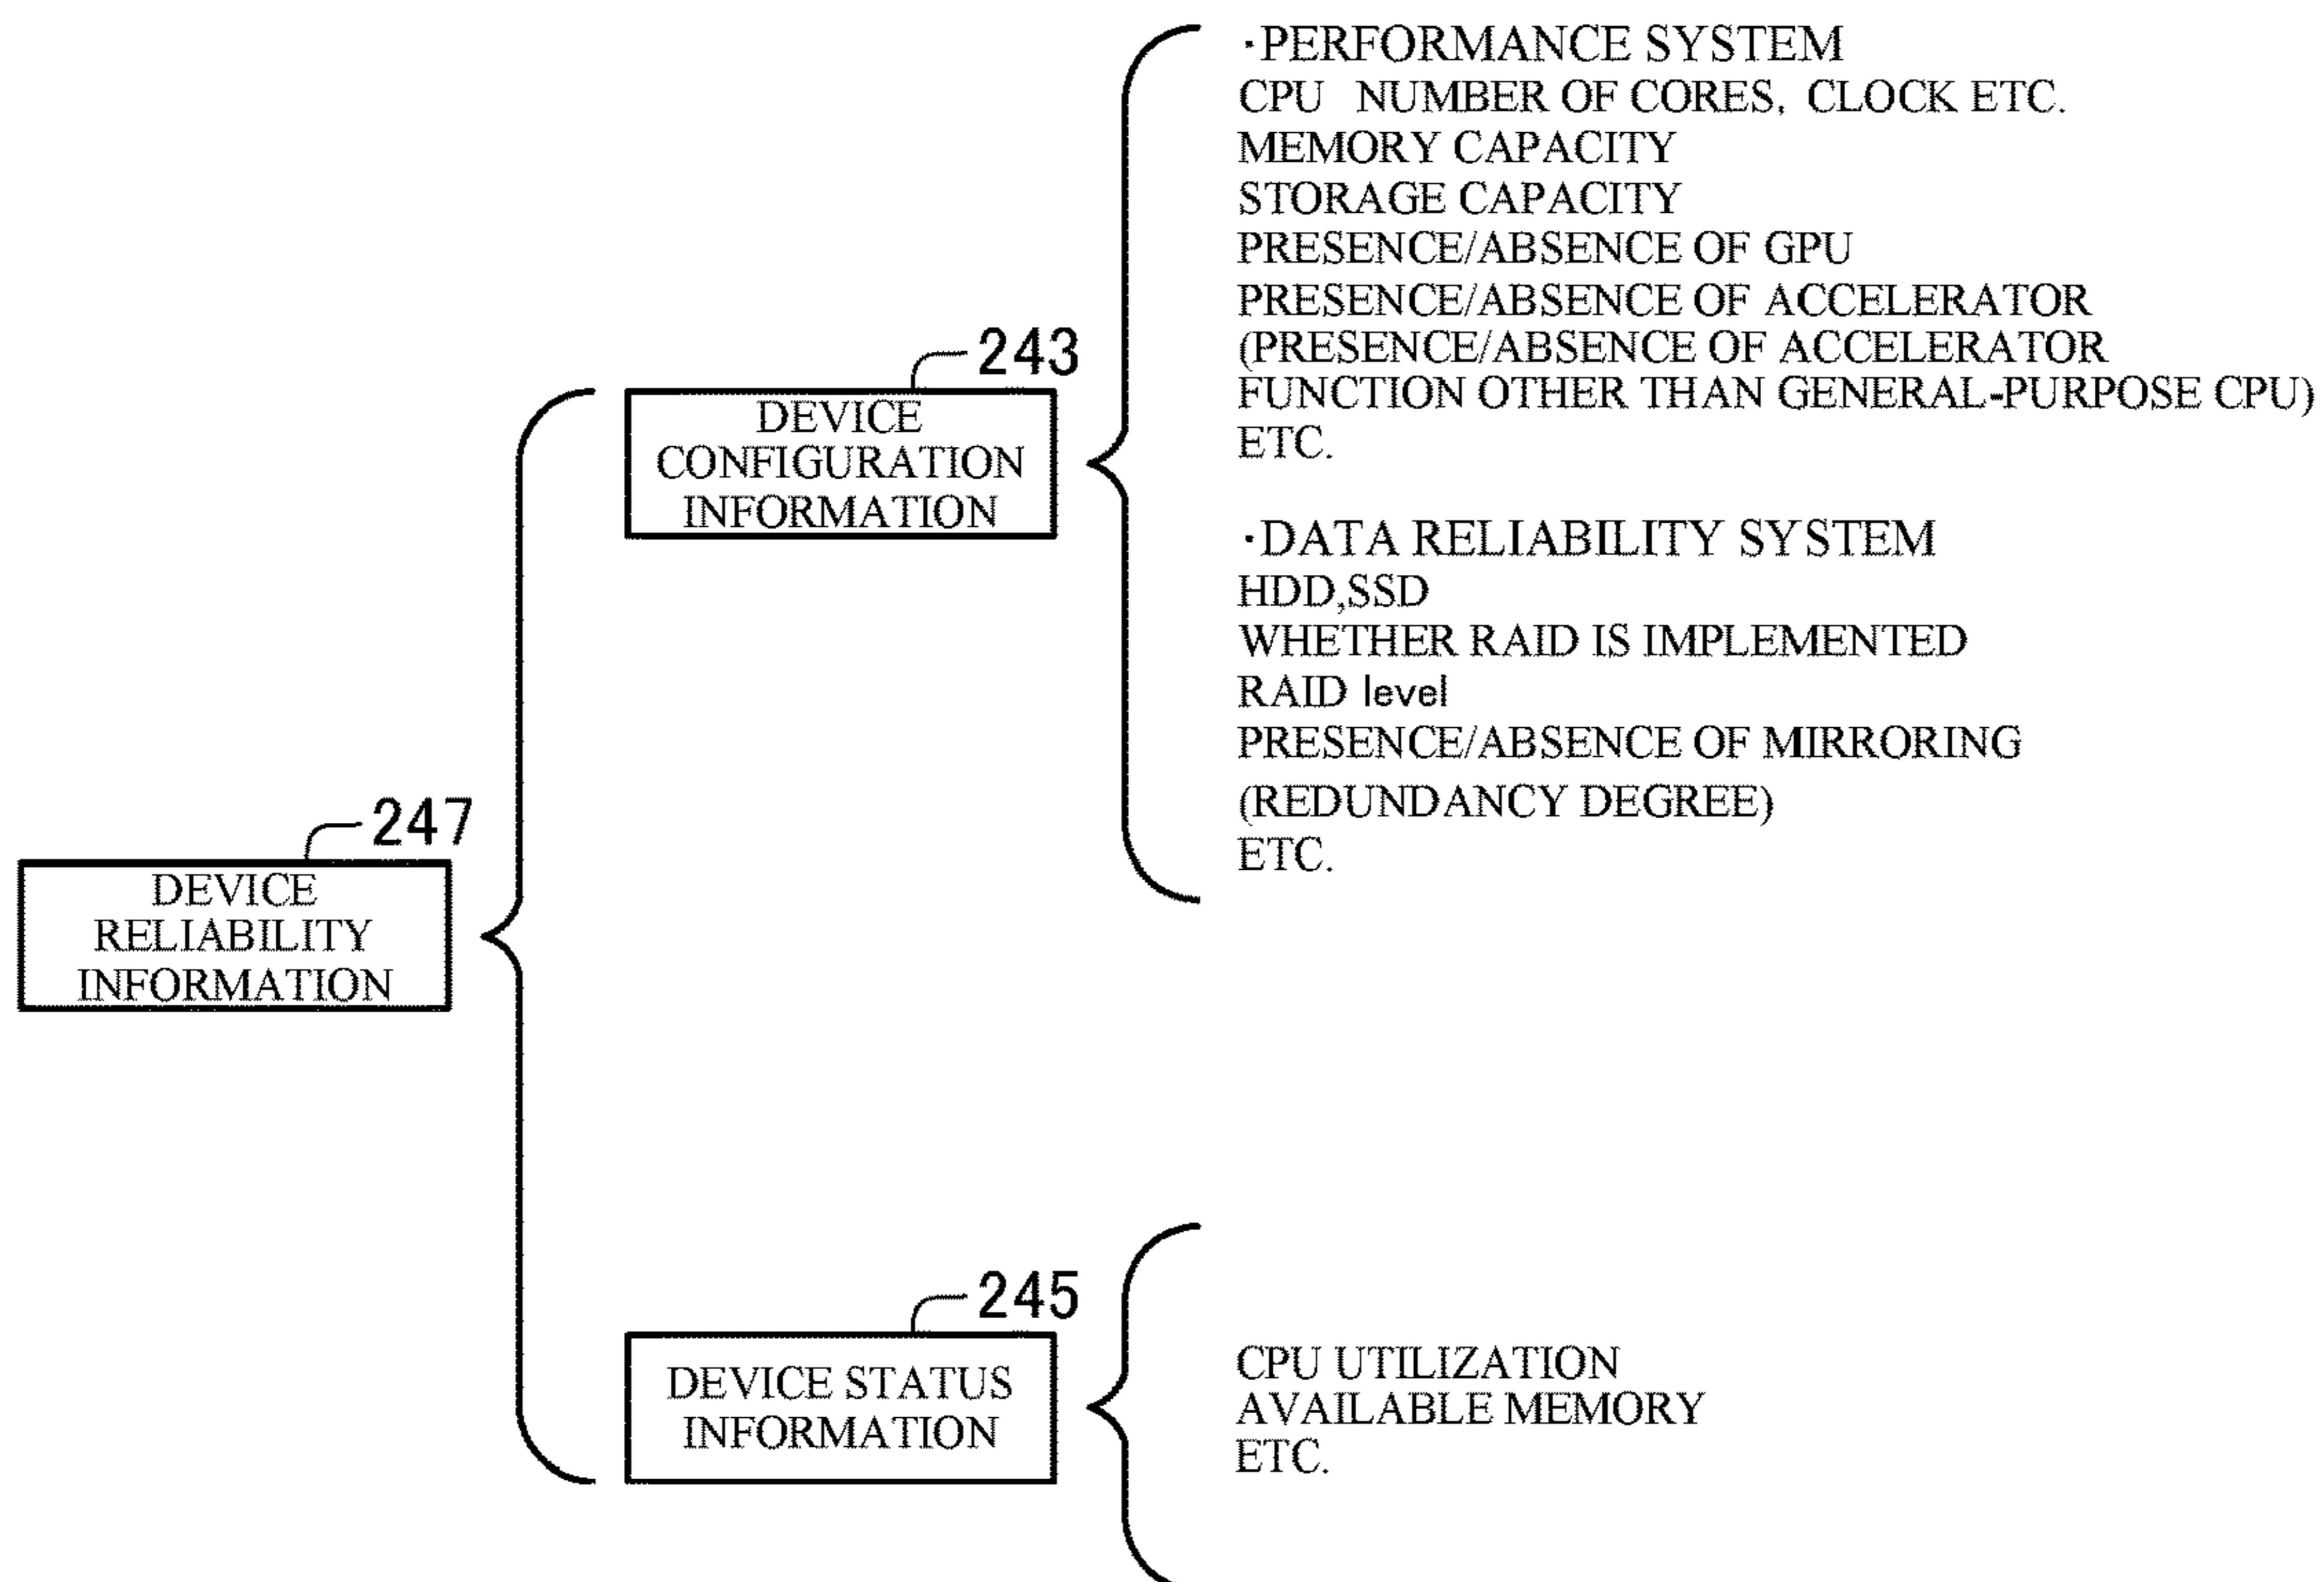 247
DEVICE
RELIABILITY
INFORMATION
243
DEVICE
CONFIGURATION
INFORMATION
·PERFORMANCE SYSTEM
CPU NUMBER OF CORES, CLOCK ETC.
MEMORY CAPACITY
STORAGE CAPACITY
PRESENCE/ABSENCE OF GPU
PRESENCE/ABSENCE OF ACCELERATOR
(PRESENCE/ABSENCE OF ACCELERATOR
FUNCTION OTHER THAN GENERAL-PURPOSE CPU)
ETC.
·DATA RELIABILITY SYSTEM
HDD,SSD
WHETHER RAID IS IMPLEMENTED
RAID level
PRESENCE/ABSENCE OF MIRRORING
(REDUNDANCY DEGREE)
ETC.
245
DEVICE STATUS
INFORMATION
CPU UTILIZATION
AVAILABLE MEMORY
ETC.